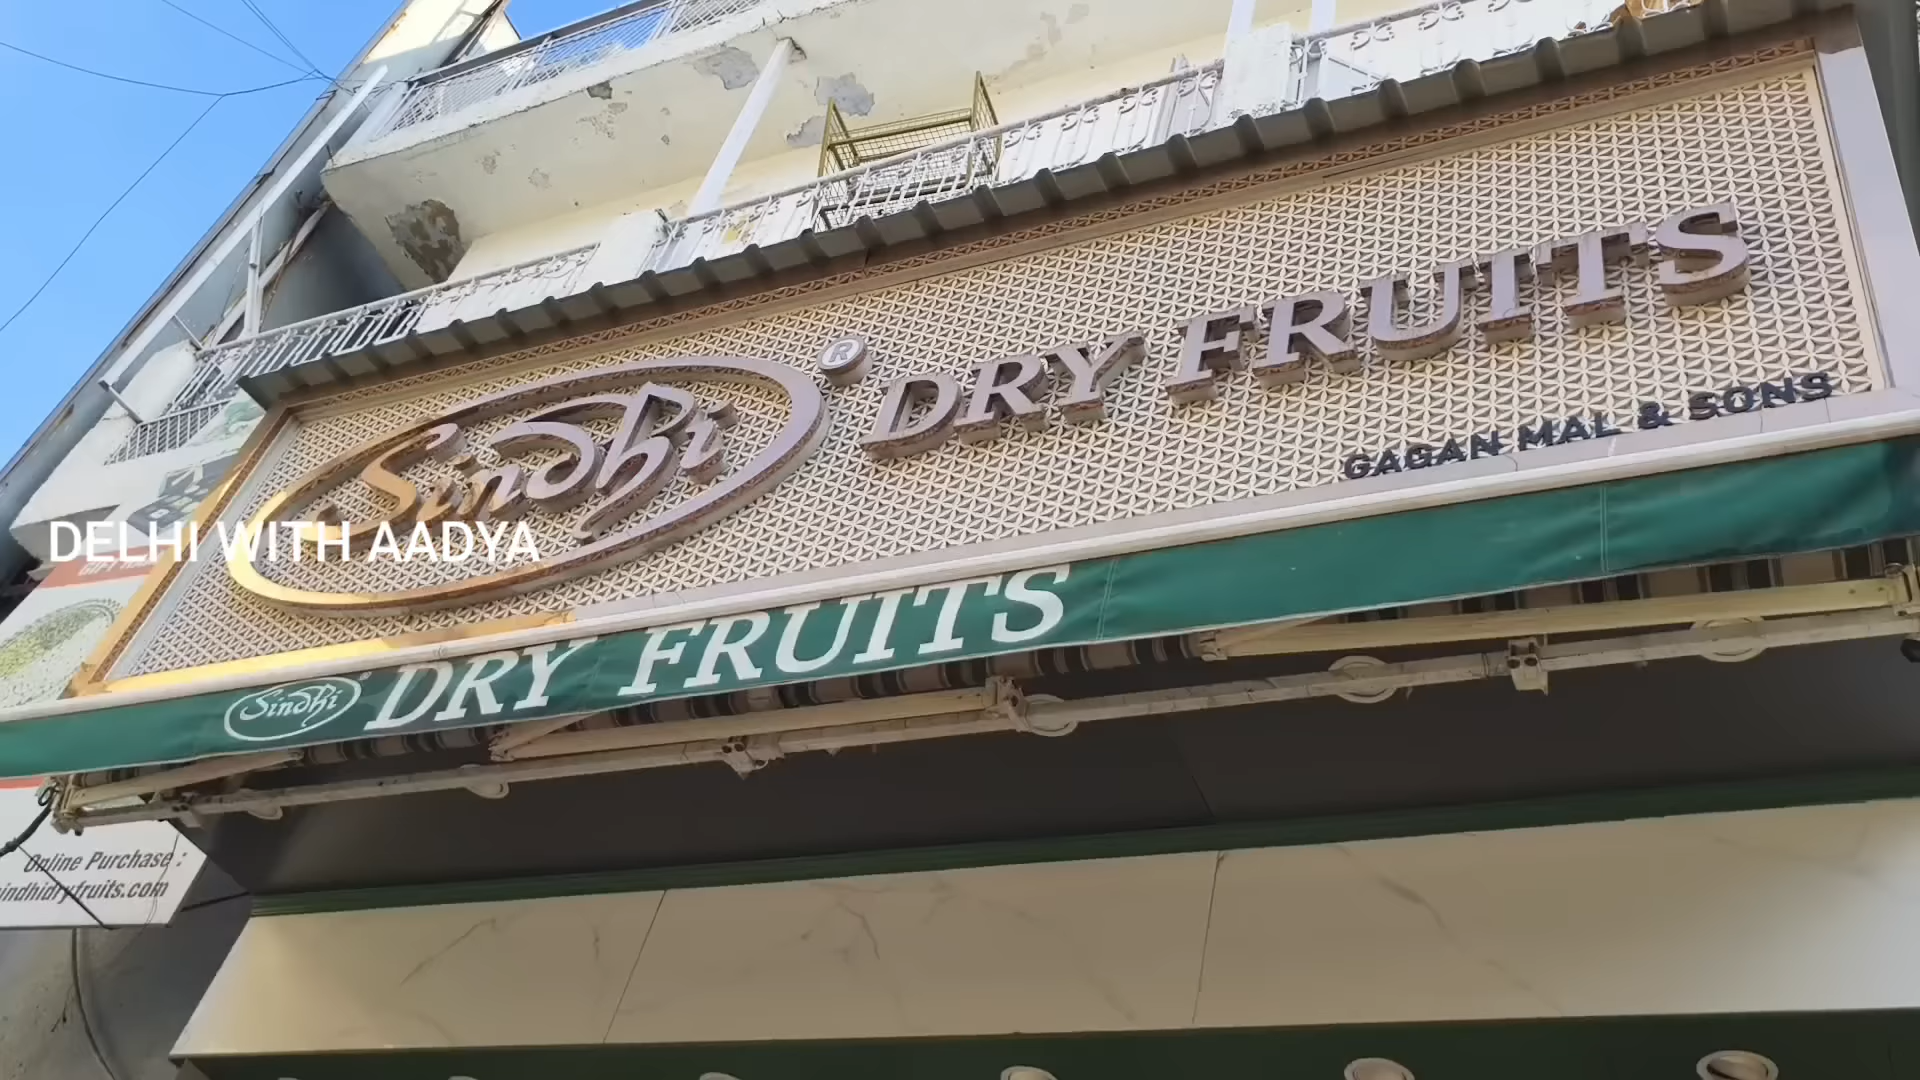 Sindhi® DRY FRUITS
GAGAN MAL & SONS
DELHI WITH AADYA
Sindhi® DRY FRUITS
Online Purchase :
indhidryfruits.com